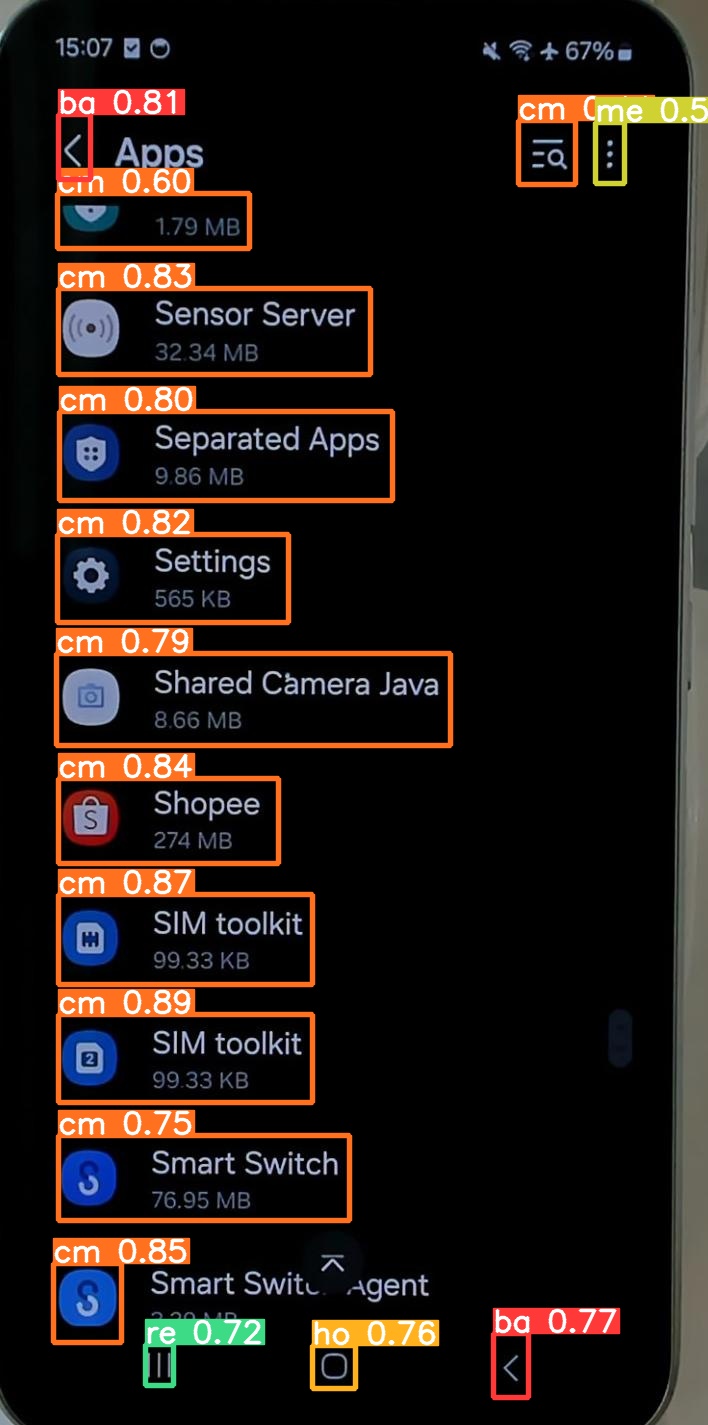 15:07
67%
ba 0.81
cm 0
me 0.5
Apps
cm 0.60
1.79 MB
cm 0.83
Sensor Server
32.34 MB
cm 0.80
Separated Apps
9.86 MB
cm 0.82
Settings
565 KB
cm 0.79
Shared Camera Java
8.66 MB
cm 0.84
Shopee
274 MB
cm 0.87
SIM toolkit
99.33 KB
cm 0.89
SIM toolkit
2
99.33 KB
cm 0.75
Smart Switch
76.95 MB
cm 0.85
Smart Agent
re 0.72
ho 0.76
ba 0.77